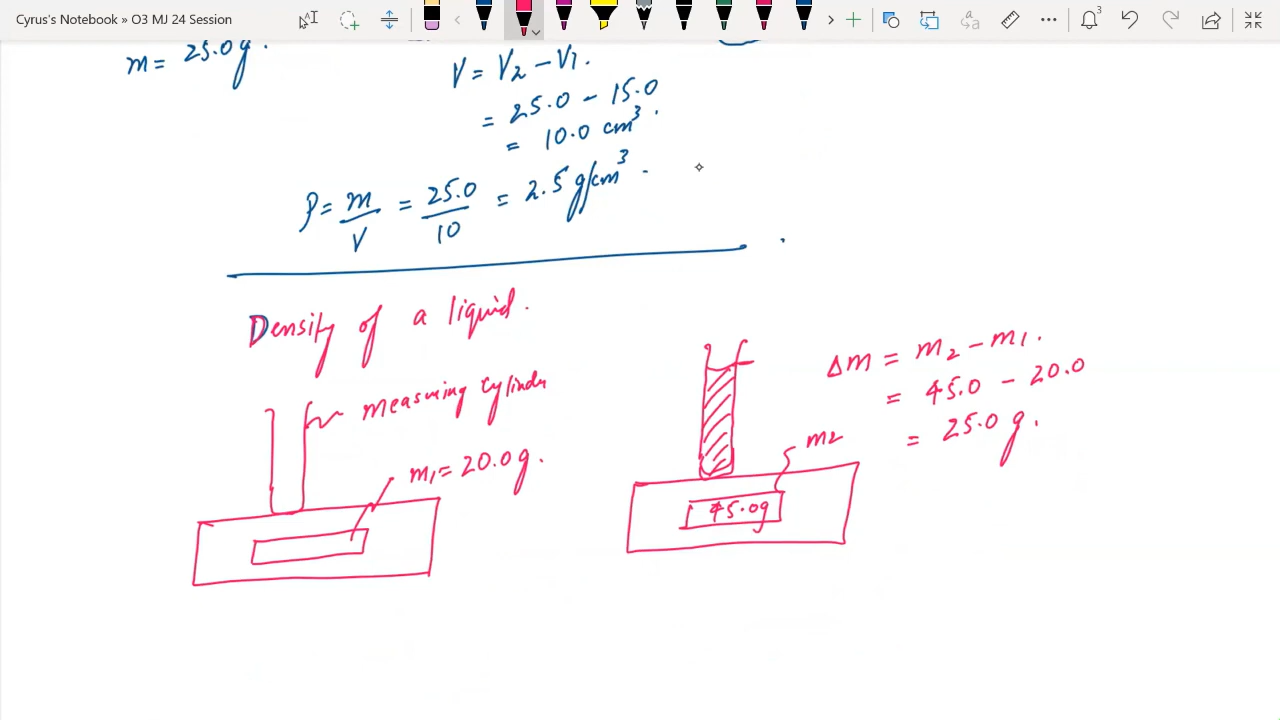 Cyrus's Notebook » O3 MJ 24 Session
3
m = 25.0g.
V = V2 - V1.
= 25.0 - 15.0
= 10.0 cm³.
ρ = m/V = 25.0/10 = 2.5 g/cm³.
Density of a liquid.
measuring cylinder
m1 = 20.0g.
m2
45.0g
Δm = m2 - m1.
= 45.0 - 20.0
= 25.0 g.